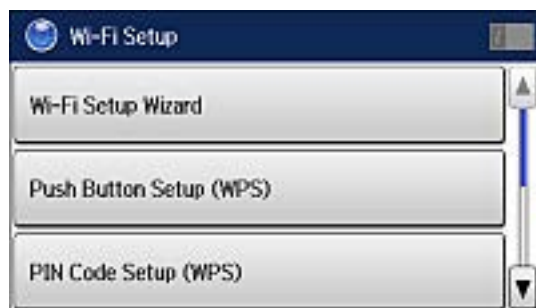 Wi-Fi Setup
Wi-Fi Setup Wizard
Push Button Setup (WPS)
PIN Code Setup (WPS)